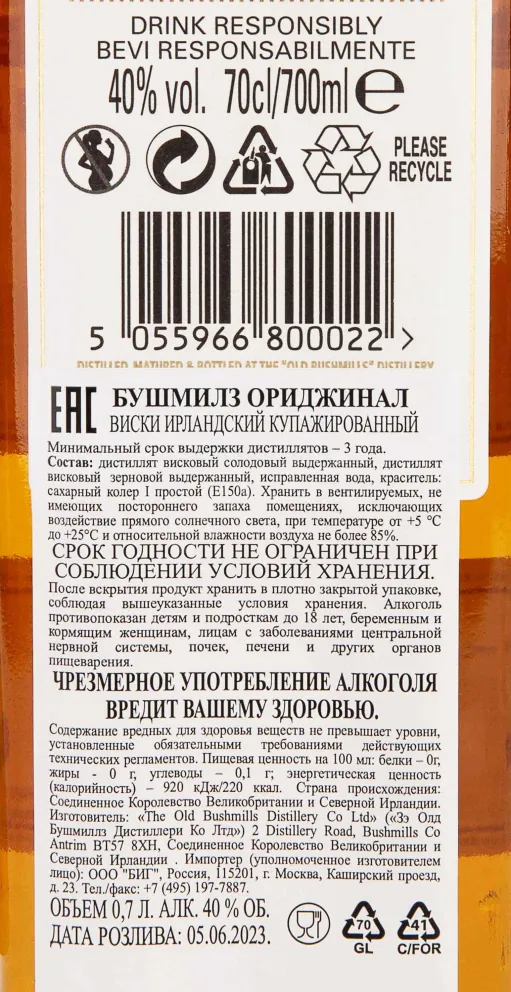 DRINK RESPONSIBLY
BEVI RESPONSABILMENTE
40% vol. 70cl/700ml e
PLEASE
RECYCLE
5 055966 800022 >
DISTILLED, MATURED & BOTTLED AT THE "OLD BUSHMILLS" DISTILLERY
EAC
БУШМИЛЗ ОРИДЖИНАЛ
ВИСКИ ИРЛАНДСКИЙ КУПАЖИРОВАННЫЙ
Минимальный срок выдержки дистиллятов – 3 года.
Состав: дистиллят висковый солодовый выдержанный, дистиллят
висковый зерновой выдержанный, исправленная вода, краситель:
сахарный колер I простой (Е150а). Хранить в вентилируемых, не
имеющих постороннего запаха помещениях, исключающих
воздействие прямого солнечного света, при температуре от +5 °С
до +25°С и относительной влажности воздуха не более 85%.
СРОК ГОДНОСТИ НЕ ОГРАНИЧЕН ПРИ
СОБЛЮДЕНИИ УСЛОВИЙ ХРАНЕНИЯ.
После вскрытия продукт хранить в плотно закрытой упаковке,
соблюдая вышеуказанные условия хранения. Алкоголь
противопоказан детям и подросткам до 18 лет, беременным и
кормящим женщинам, лицам с заболеваниями центральной
нервной системы, почек, печени и других органов
пищеварения.
ЧРЕЗМЕРНОЕ УПОТРЕБЛЕНИЕ АЛКОГОЛЯ
ВРЕДИТ ВАШЕМУ ЗДОРОВЬЮ.
Содержание вредных для здоровья веществ не превышает уровни,
установленные обязательными требованиями действующих
технических регламентов. Пищевая ценность на 100 мл: белки – 0г,
жиры - 0 г, углеводы – 0,1 г; энергетическая ценность
(калорийность) – 920 кДж/220 ккал. Страна происхождения:
Соединенное Королевство Великобритании и Северной Ирландии.
Изготовитель: «The Old Bushmills Distillery Co Ltd» («Зэ Олд
Бушмиллз Дистиллери Ко Лтд») 2 Distillery Road, Bushmills Co
Antrim BT57 8XH, Соединенное Королевство Великобритании и
Северной Ирландии . Импортер (уполномоченное изготовителем
лицо): ООО "БИГ", Россия, 115201, г. Москва, Каширский проезд,
д. 23. Тел./факс: +7 (495) 197-7887.
ОБЪЕМ 0,7 Л. АЛК. 40 % ОБ.
ДАТА РОЗЛИВА: 05.06.2023.
70
GL
41
C/FOR